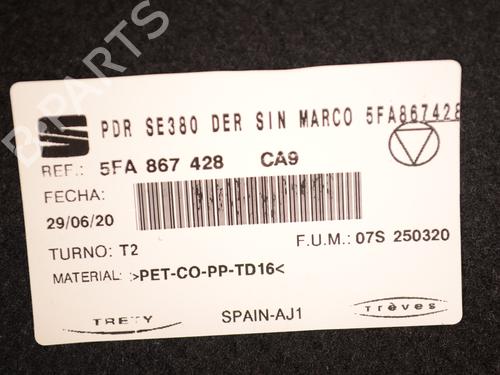 B-PARTS
PDR SE380 DER SIN MARCO 5FA867428
REF.: 5FA 867 428 CA9
FECHA:
29/06/20
TURNO: T2
F.U.M.: 07S 250320
MATERIAL: >PET-CO-PP-TD16<
TRETY
SPAIN-AJ1
Trèves